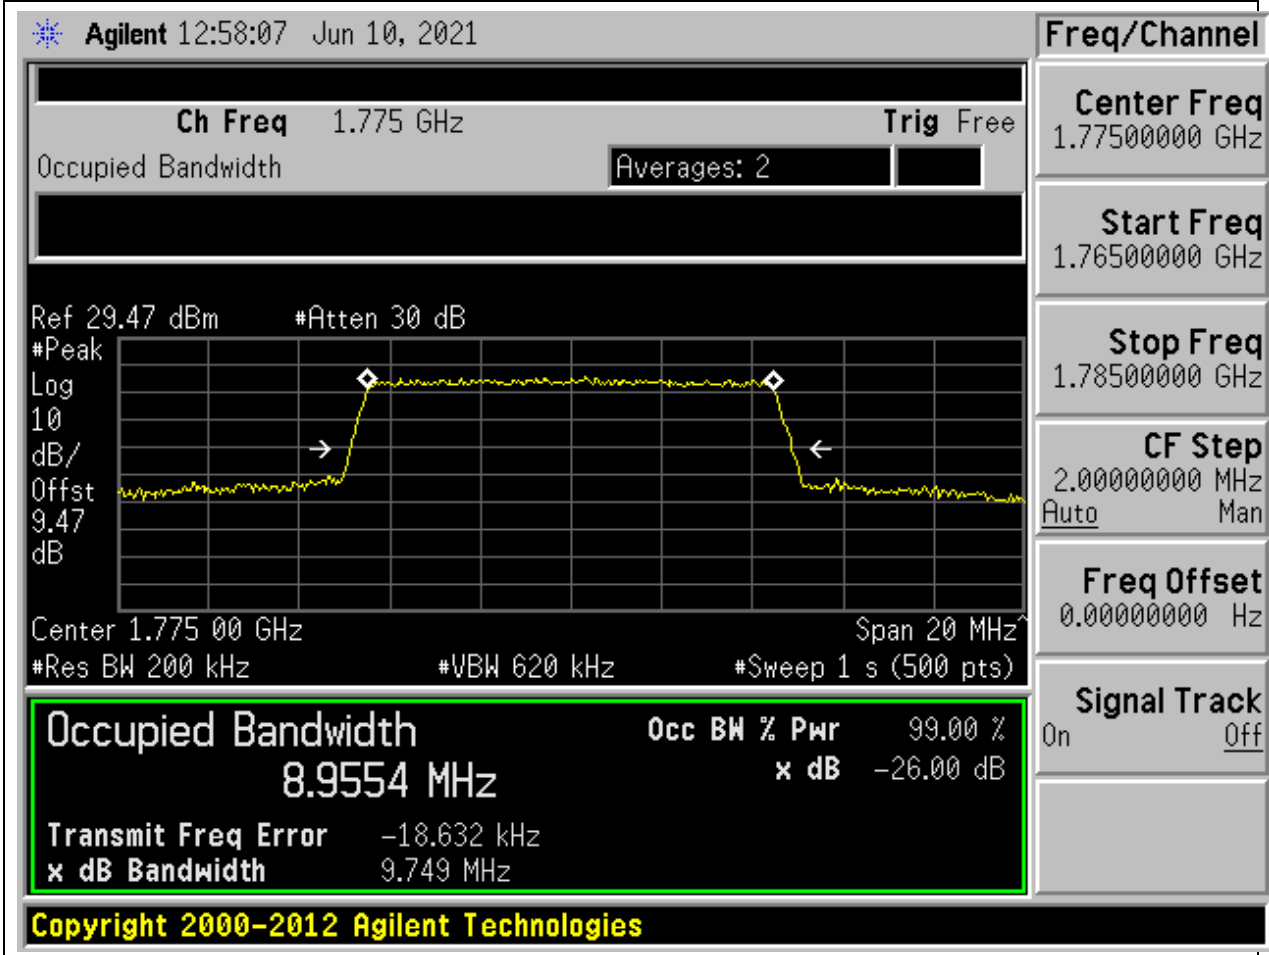 Agilent 12:58:07 Jun 10, 2021
Freq/Channel
Ch Freq 1.775 GHz Trig Free
Occupied Bandwidth Averages: 2
Center Freq
1.77500000 GHz
Start Freq
1.76500000 GHz
Stop Freq
1.78500000 GHz
CF Step
2.00000000 MHz
Auto Man
Freq Offset
0.00000000 Hz
Signal Track
On Off
Ref 29.47 dBm #Atten 30 dB
#Peak
Log
10
dB/
Offst
9.47
dB
Center 1.775 00 GHz Span 20 MHz^
#Res BW 200 kHz #VBW 620 kHz #Sweep 1 s (500 pts)
Occupied Bandwidth Occ BW % Pwr 99.00 %
8.9554 MHz x dB -26.00 dB
Transmit Freq Error -18.632 kHz
x dB Bandwidth 9.749 MHz
Copyright 2000-2012 Agilent Technologies